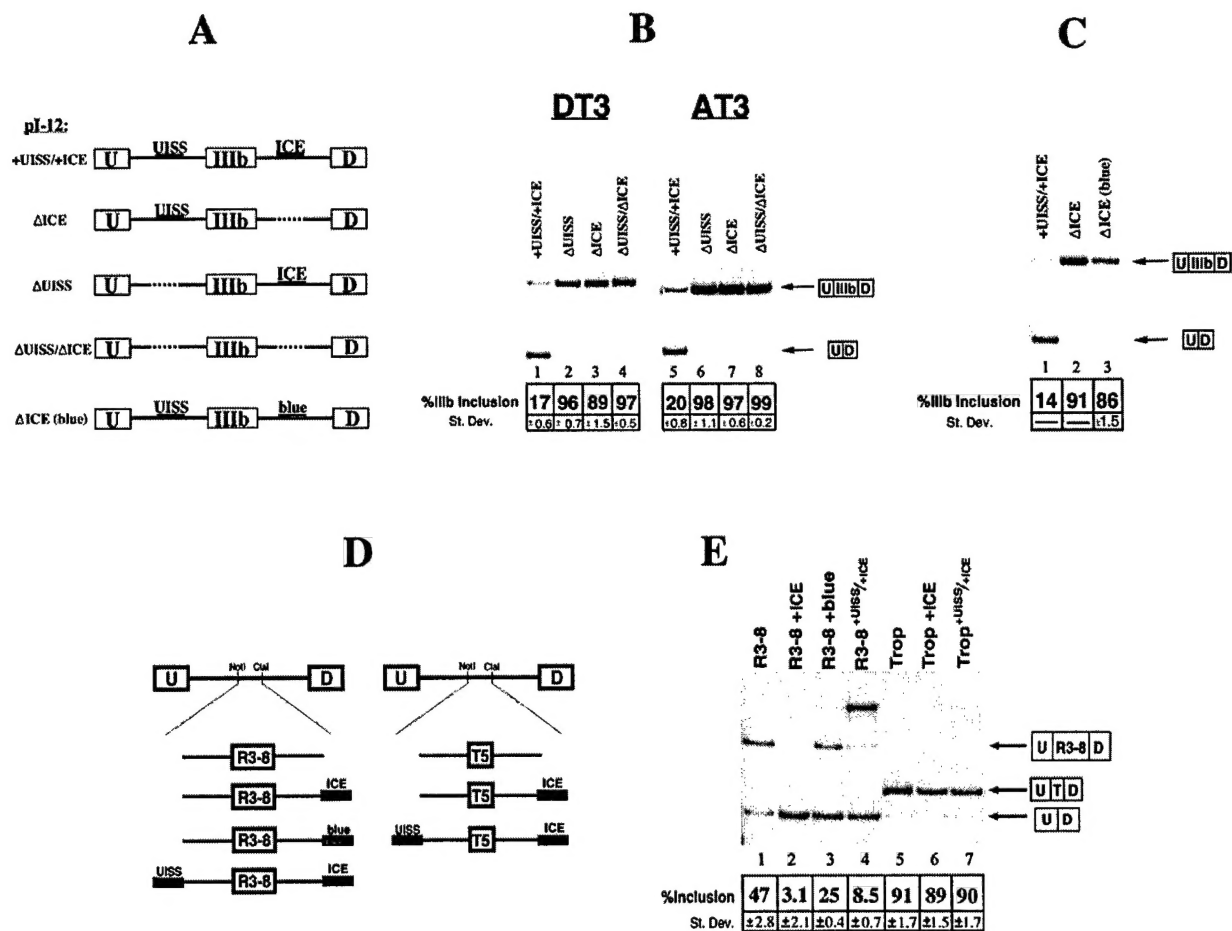 A
pI-12:
+UISS/+ICE
U
UISS
IIIb
ICE
D
ΔICE
U
UISS
IIIb
D
ΔUISS
U
IIIb
ICE
D
ΔUISS/ΔICE
U
IIIb
D
ΔICE (blue)
U
UISS
IIIb
blue
D
B
DT3
AT3
+UISS/+ICE
ΔUISS
ΔICE
ΔUISS/ΔICE
+UISS/+ICE
ΔUISS
ΔICE
ΔUISS/ΔICE
U IIIb D
U D
1 2 3 4 5 6 7 8
%IIIb Inclusion 17 96 89 97 20 98 97 99
St. Dev. ±0.6 ±0.7 ±1.5 ±0.5 ±0.8 ±1.1 ±0.6 ±0.2
C
+UISS/+ICE
ΔICE
ΔICE (blue)
U IIIb D
U D
1 2 3
%IIIb Inclusion 14 91 86
St. Dev. — — ±1.5
D
U NotI ClaI D
R3-8
R3-8 ICE
R3-8 blue
UISS R3-8 ICE
U NotI ClaI D
T5
T5 ICE
UISS T5 ICE
E
R3-8
R3-8 +ICE
R3-8 +blue
R3-8 +UISS/+ICE
Trop
Trop +ICE
Trop +UISS/+ICE
U R3-8 D
U T D
U D
1 2 3 4 5 6 7
%Inclusion 47 3.1 25 8.5 91 89 90
St. Dev. ±2.8 ±2.1 ±0.4 ±0.7 ±1.7 ±1.5 ±1.7